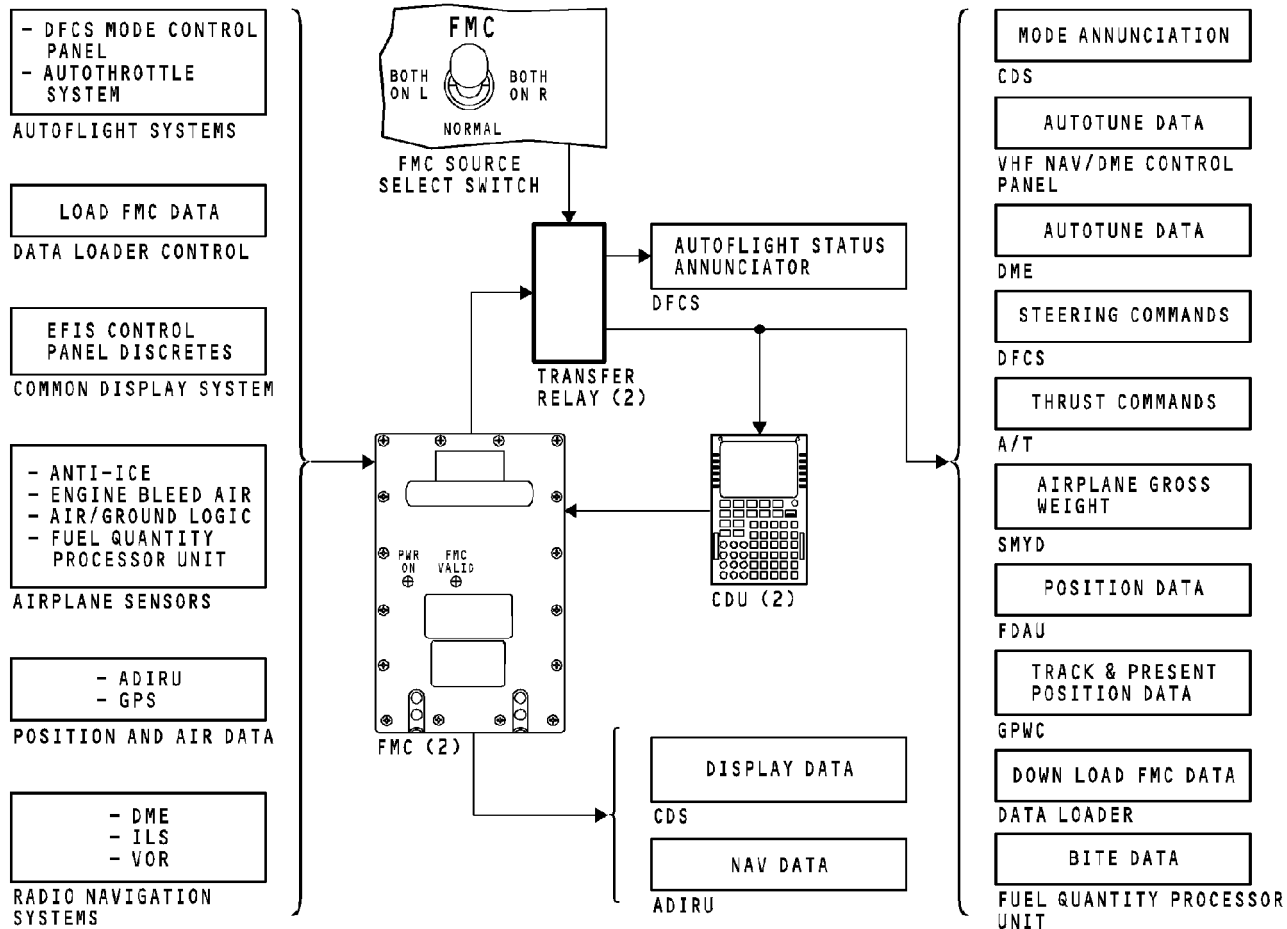 - DFCS MODE CONTROL
PANEL
- AUTOTHROTTLE
SYSTEM
AUTOFLIGHT SYSTEMS
LOAD FMC DATA
DATA LOADER CONTROL
EFIS CONTROL
PANEL DISCRETES
COMMON DISPLAY SYSTEM
- ANTI-ICE
- ENGINE BLEED AIR
- AIR/GROUND LOGIC
- FUEL QUANTITY
PROCESSOR UNIT
AIRPLANE SENSORS
- ADIRU
- GPS
POSITION AND AIR DATA
- DME
- ILS
- VOR
RADIO NAVIGATION
SYSTEMS
FMC
BOTH
ON L
BOTH
ON R
NORMAL
FMC SOURCE
SELECT SWITCH
TRANSFER
RELAY (2)
AUTOFLIGHT STATUS
ANNUNCIATOR
DFCS
PWR
ON
FMC
VALID
FMC (2)
CDU (2)
DISPLAY DATA
CDS
NAV DATA
ADIRU
MODE ANNUNCIATION
CDS
AUTOTUNE DATA
VHF NAV/DME CONTROL
PANEL
AUTOTUNE DATA
DME
STEERING COMMANDS
DFCS
THRUST COMMANDS
A/T
AIRPLANE GROSS
WEIGHT
SMYD
POSITION DATA
FDAU
TRACK & PRESENT
POSITION DATA
GPWC
DOWN LOAD FMC DATA
DATA LOADER
BITE DATA
FUEL QUANTITY PROCESSOR
UNIT